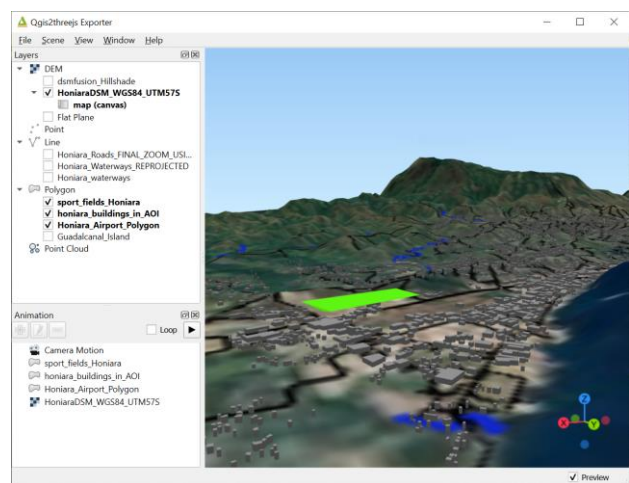 Qgis2threejs Exporter
File Scene View Window Help
Layers
DEM
dsmfusion_Hillshade
HoniaraDSM_WGS84_UTM57S
map (canvas)
Flat Plane
Point
Line
Honiara_Roads_FINAL_ZOOM_USI...
Honiara_Waterways_REPROJECTED
Honiara_waterways
Polygon
sport_fields_Honiara
honiara_buildings_in_AOI
Honiara_Airport_Polygon
Guadalcanal_Island
Point Cloud
Animation
Loop
Camera Motion
sport_fields_Honiara
honiara_buildings_in_AOI
Honiara_Airport_Polygon
HoniaraDSM_WGS84_UTM57S
Z
X
Y
Preview